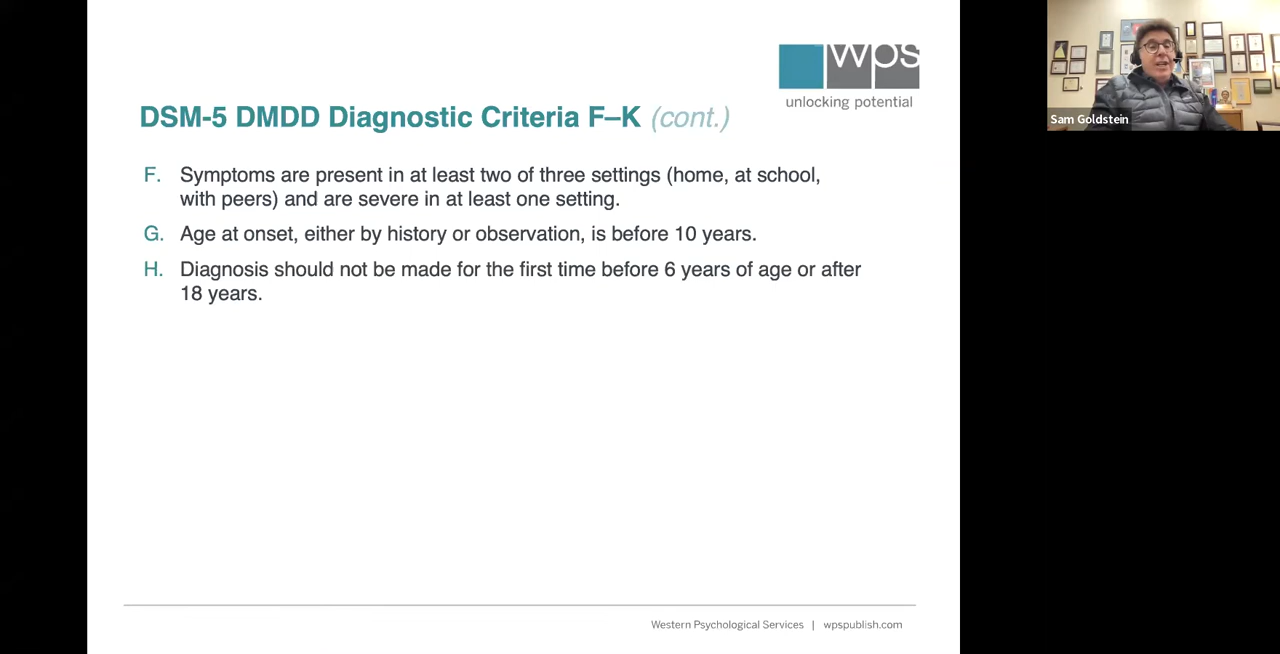 wps
unlocking potential
Sam Goldstein
DSM-5 DMDD Diagnostic Criteria F–K (cont.)
F. Symptoms are present in at least two of three settings (home, at school,
with peers) and are severe in at least one setting.
G. Age at onset, either by history or observation, is before 10 years.
H. Diagnosis should not be made for the first time before 6 years of age or after
18 years.
Western Psychological Services | wpspublish.com